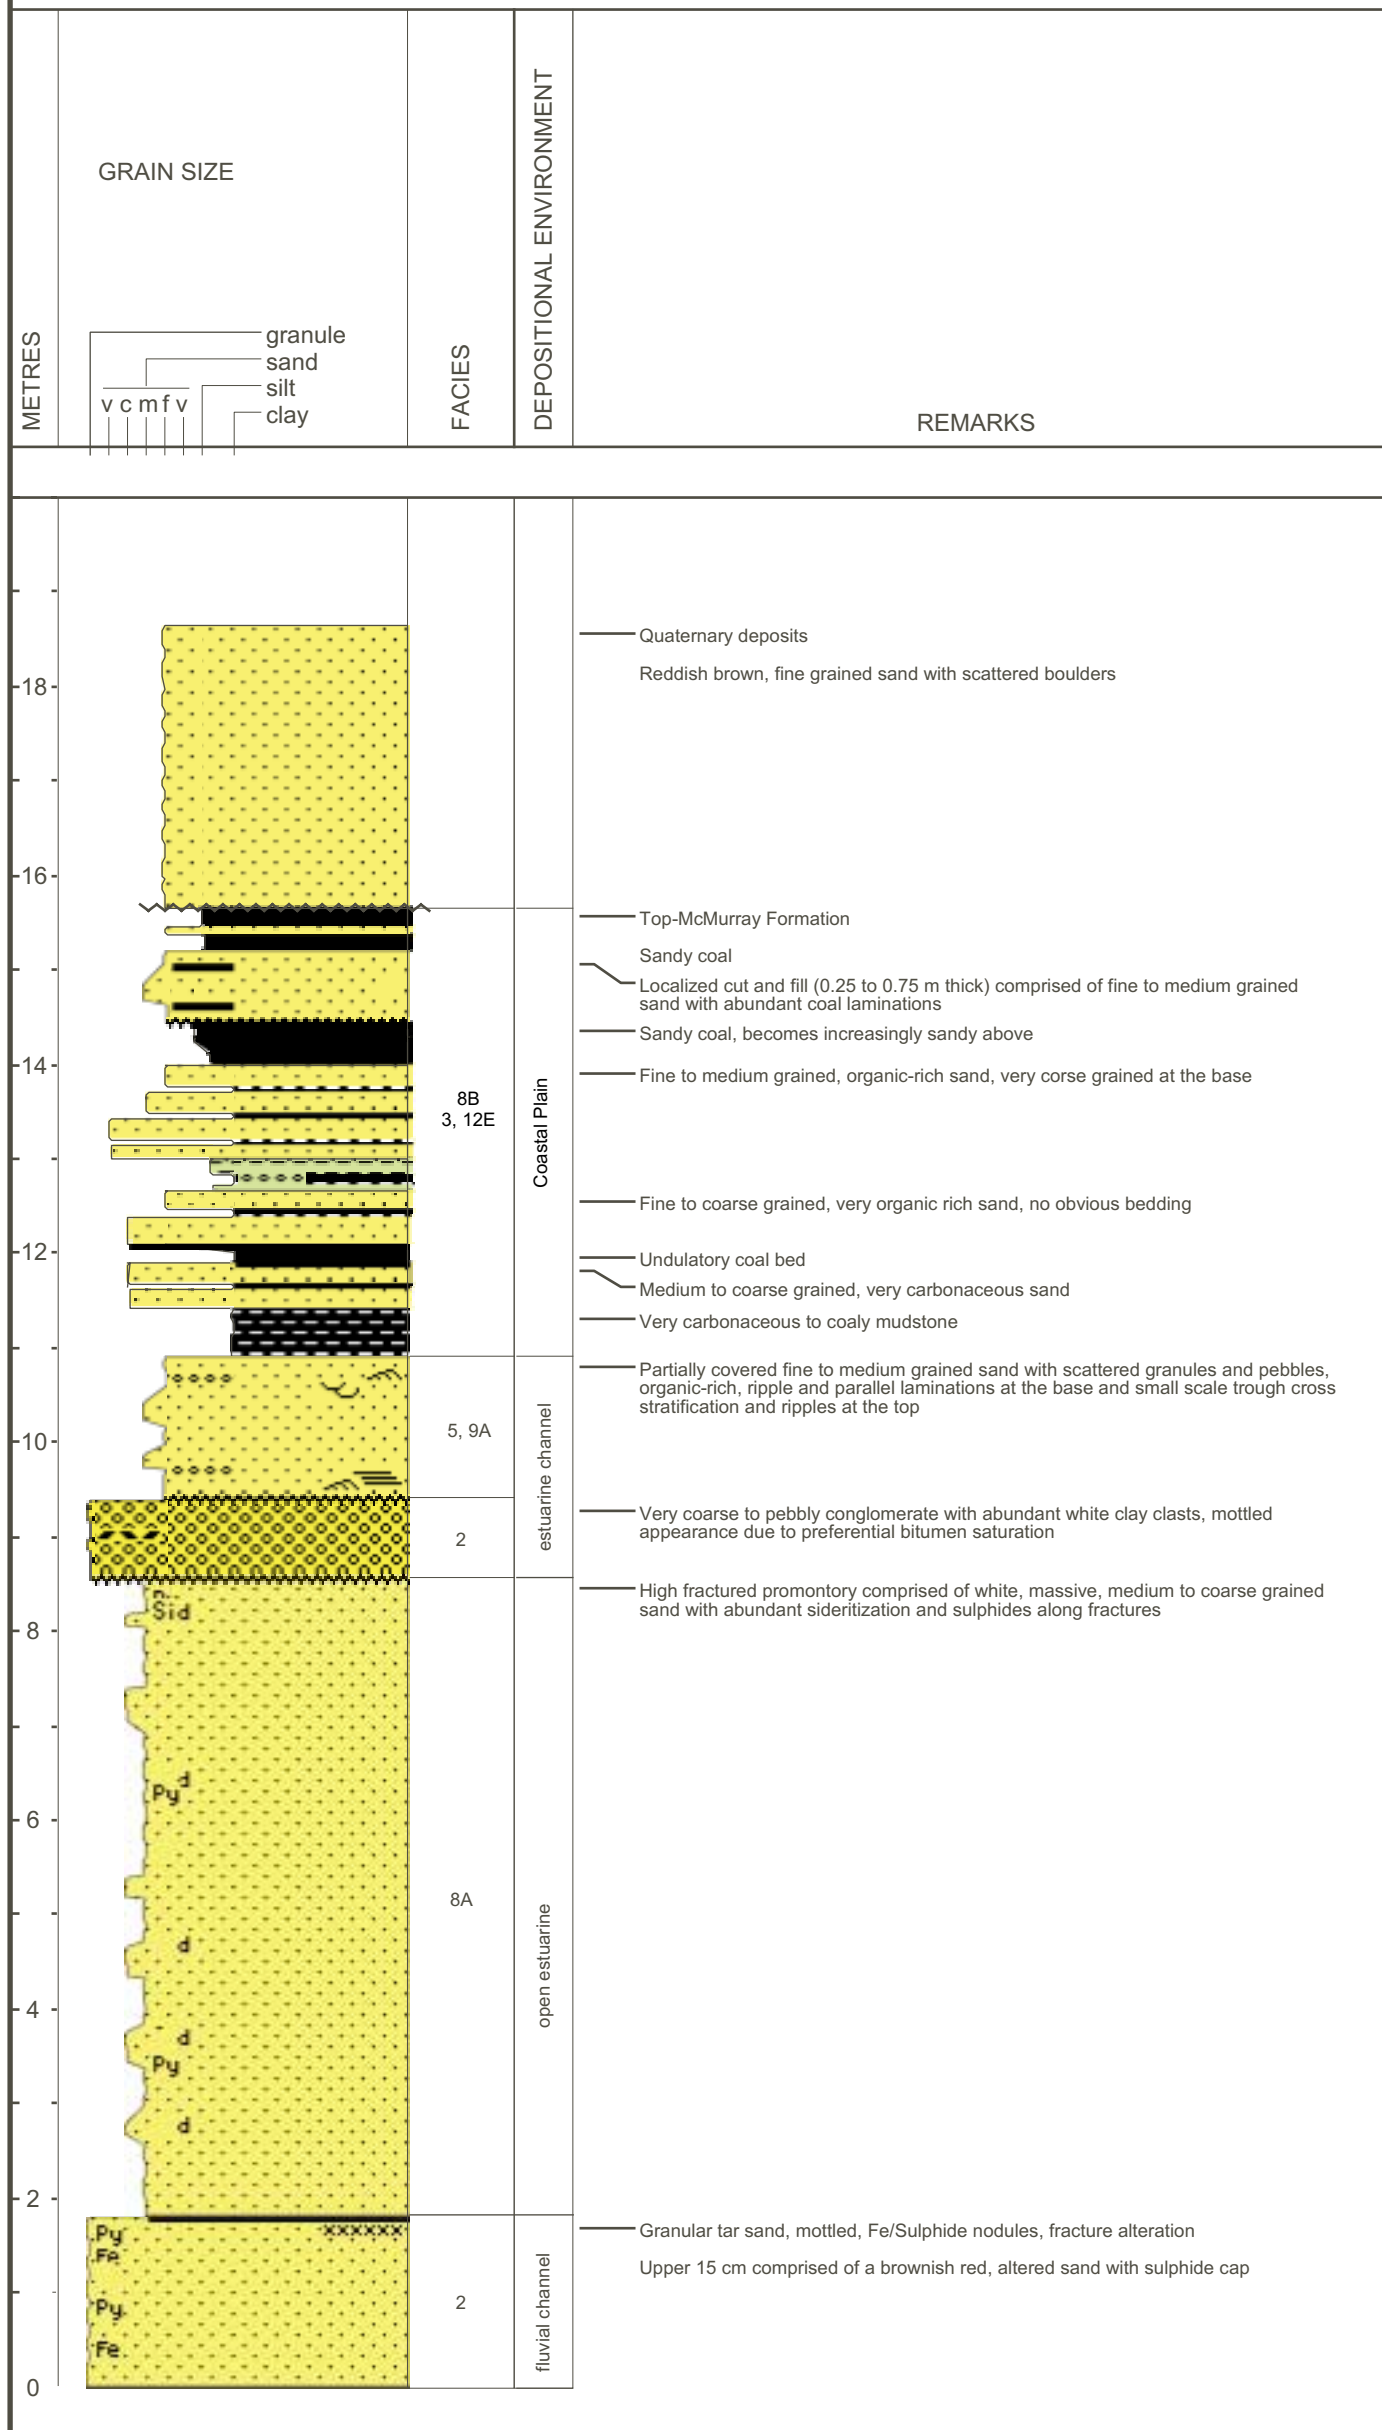 METRES
GRAIN SIZE
granule
sand
silt
clay
v c m f v
FACIES
DEPOSITIONAL ENVIRONMENT
REMARKS
Quaternary deposits
Reddish brown, fine grained sand with scattered boulders
18
16
Top-McMurray Formation
Sandy coal
Localized cut and fill (0.25 to 0.75 m thick) comprised of fine to medium grained
sand with abundant coal laminations
Sandy coal, becomes increasingly sandy above
14
Fine to medium grained, organic-rich sand, very corse grained at the base
8B
3, 12E
Coastal Plain
Fine to coarse grained, very organic rich sand, no obvious bedding
12
Undulatory coal bed
Medium to coarse grained, very carbonaceous sand
Very carbonaceous to coaly mudstone
Partially covered fine to medium grained sand with scattered granules and pebbles,
organic-rich, ripple and parallel laminations at the base and small scale trough cross
stratification and ripples at the top
10
5, 9A
estuarine channel
Very coarse to pebbly conglomerate with abundant white clay clasts, mottled
appearance due to preferential bitumen saturation
2
High fractured promontory comprised of white, massive, medium to coarse grained
sand with abundant sideritization and sulphides along fractures
Sid
8
d
Py
6
8A
open estuarine
d
4
d
Py
d
2
Granular tar sand, mottled, Fe/Sulphide nodules, fracture alteration
Upper 15 cm comprised of a brownish red, altered sand with sulphide cap
Py
Fe
xxxxxx
Py
Fe
2
fluvial channel
0